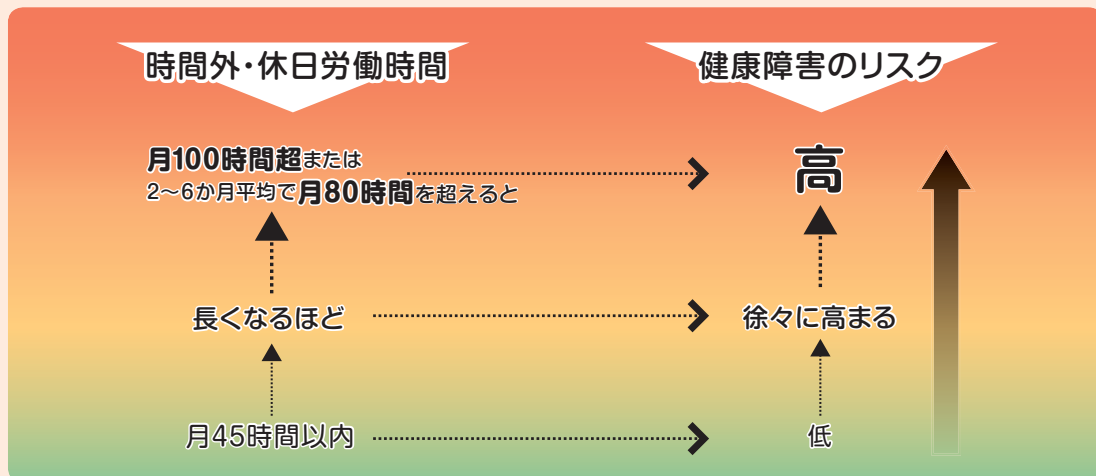 時間外・休日労働時間
健康障害のリスク
月100時間超または
2〜6か月平均で月80時間を超えると
高
長くなるほど
徐々に高まる
月45時間以内
低